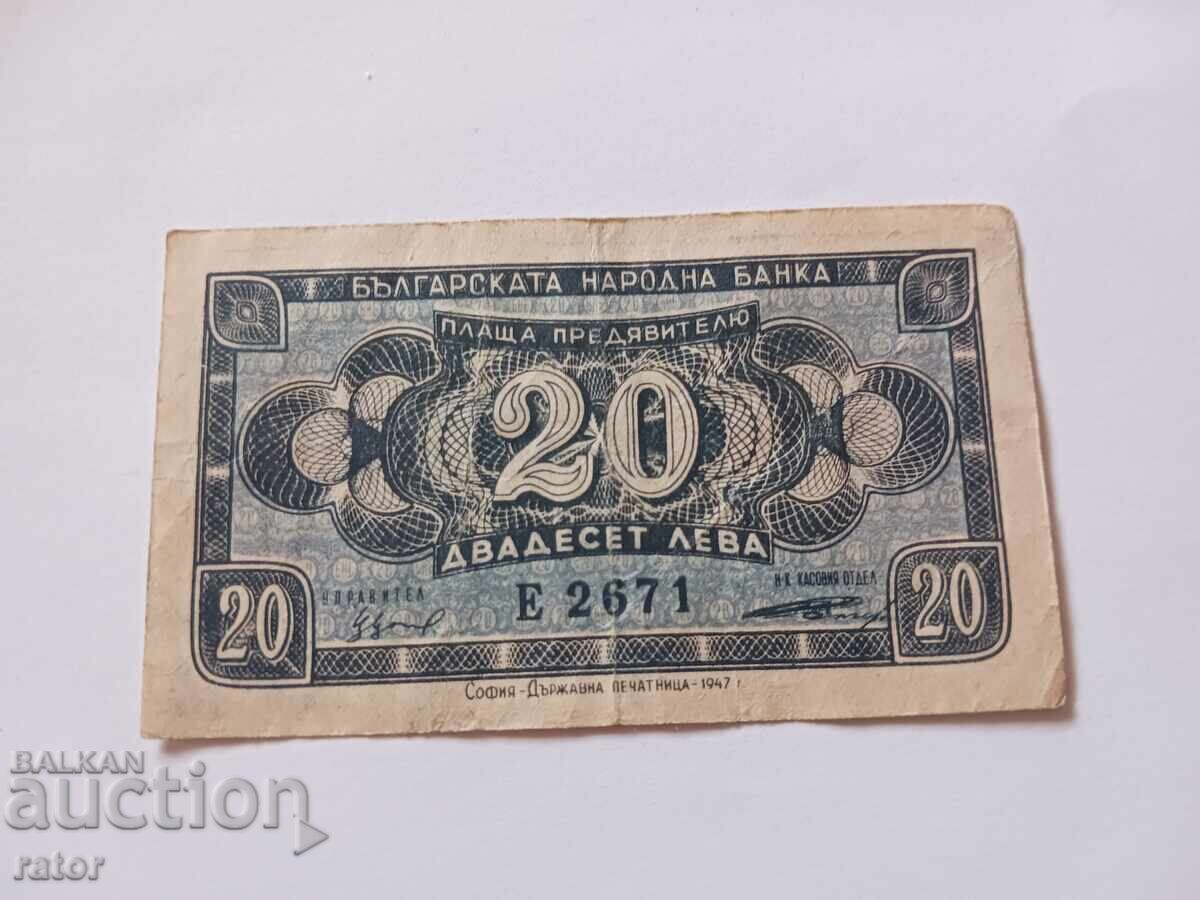 БЪЛГАРСКАТА НАРОДНА БАНКА
ПЛАЩА ПРЕДЯВИТЕЛЮ
20
ДВАДЕСЕТ ЛЕВА
УПРАВИТЕЛ
Е 2671
Н-К КАСОВИЯ ОТДЕЛ
20
20
СОФИЯ - ДЪРЖАВНА ПЕЧАТНИЦА - 1947 г
BALKAN
auction
rator